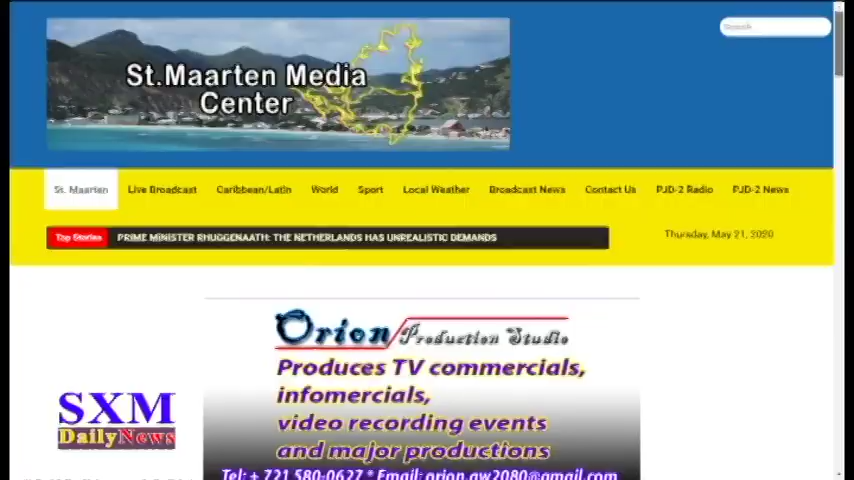 Search
St.Maarten Media
Center
St. Maarten Live Broadcast Caribbean/Latin World Sport Local Weather Broadcast News Contact Us PJD-2 Radio PJD-2 News
Top Stories PRIME MINISTER RHUGGENAATH: THE NETHERLANDS HAS UNREALISTIC DEMANDS
Thursday, May 21, 2020
Orion Production Studio
Produces TV commercials,
infomercials,
video recording events
and major productions
Tel: + 721 580-0627 * Email: orion.gw2080@gmail.com
SXM
DailyNews